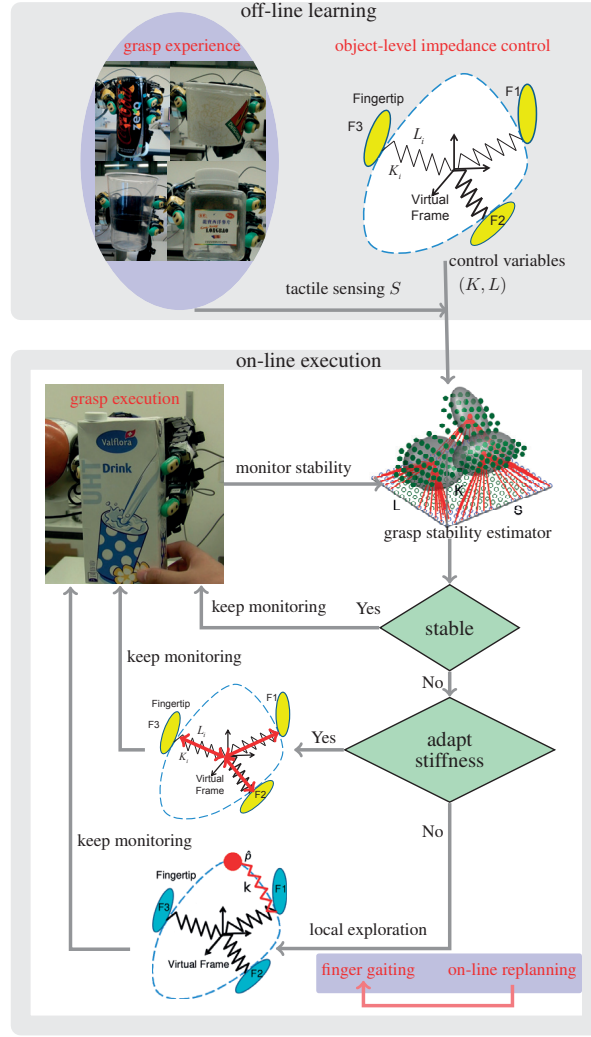 off-line learning
grasp experience
object-level impedance control
zero
Fingertip
F1
F3
L_i
K_i
Virtual
Frame
F2
control variables
(K, L)
tactile sensing S
on-line execution
grasp execution
Valflora
Drink
UHT
monitor stability
L
K
S
grasp stability estimator
keep monitoring
Yes
stable
keep monitoring
No
Fingertip
F1
F3
L_i
K_i
Virtual
Frame
F2
Yes
adapt
stiffness
keep monitoring
No
p̂
k
Fingertip
F1
F3
Virtual Frame
F2
local exploration
finger gaiting
on-line replanning